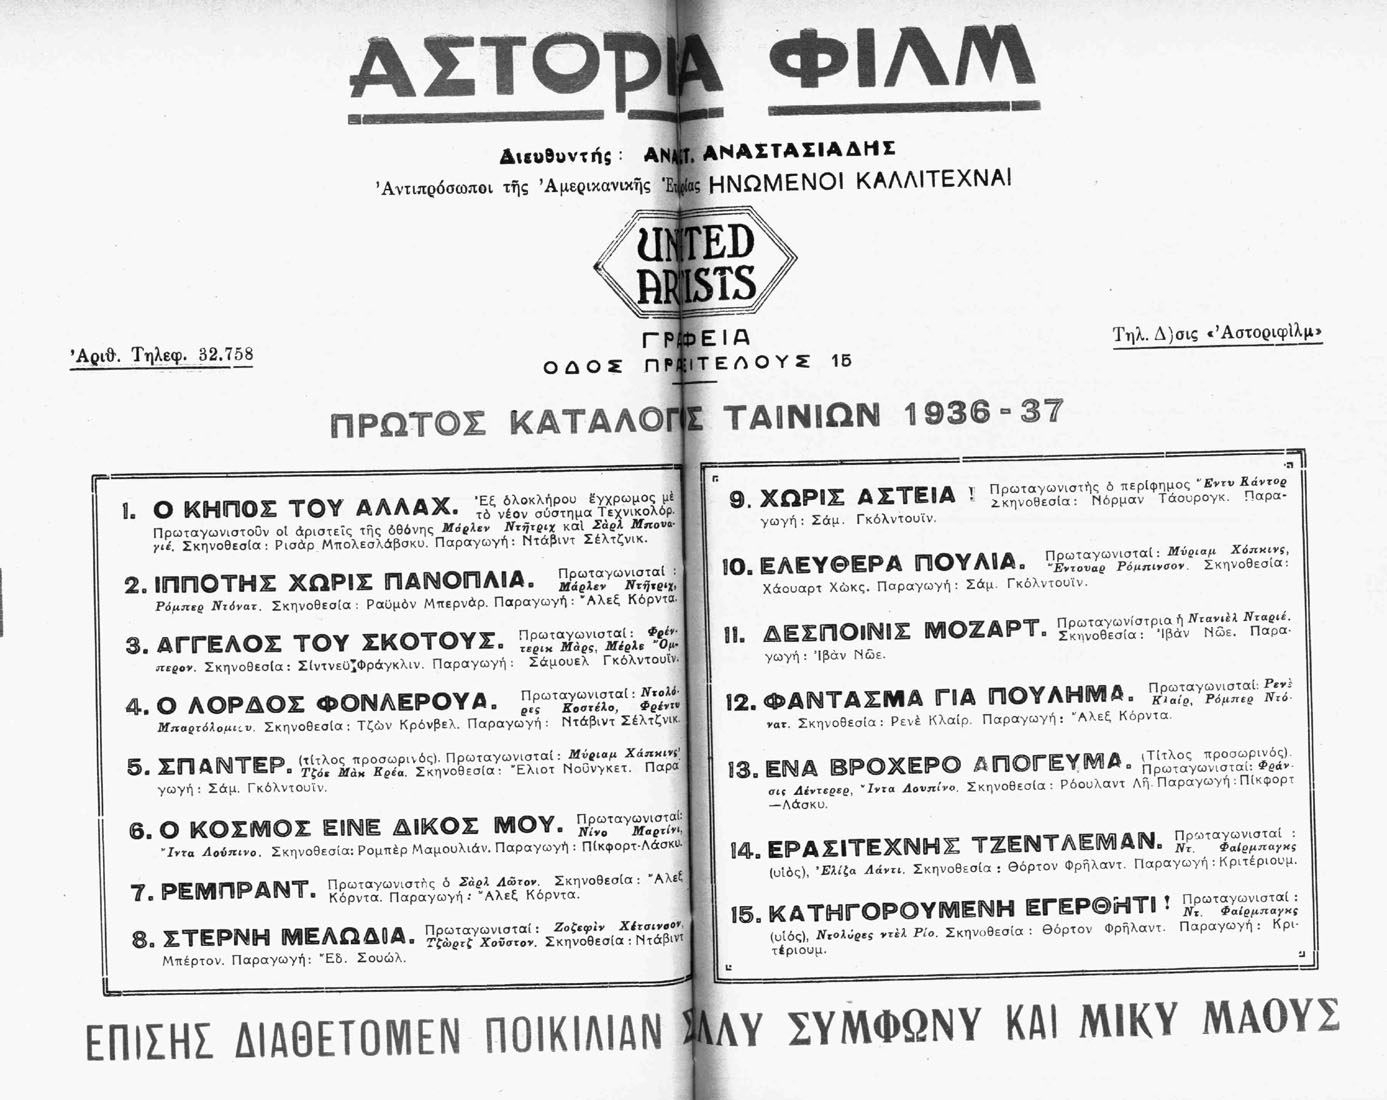 ΑΣΤΟΡΙΑ ΦΙΛΜ
Διευθυντής : ΑΝΑΣΤ. ΑΝΑΣΤΑΣΙΑΔΗΣ
Ἀντιπρόσωποι τῆς Ἀμερικανικῆς Ἑταιρίας ΗΝΩΜΕΝΟΙ ΚΑΛΛΙΤΕΧΝΑΙ
UNITED
ARTISTS
ΓΡΑΦΕΙΑ
ΟΔΟΣ ΠΡΑΞΙΤΕΛΟΥΣ 15
Ἀριθ. Τηλεφ. 32.758
Τηλ. Δ)σις «Ἀστοριφὶλμ»
ΠΡΩΤΟΣ ΚΑΤΑΛΟΓΟΣ ΤΑΙΝΙΩΝ 1936-37
1. Ο ΚΗΠΟΣ ΤΟΥ ΑΛΛΑΧ. Ἐξ ὁλοκλήρου ἔγχρωμος μὲ
τὸ νέον σύστημα Τεχνικολόρ.
Πρωταγωνιστοῦν οἱ ἀριστεῖς τῆς ὀθόνης Μάρλεν Ντῆτριχ καὶ Σὰρλ Μπουα-
γιέ. Σκηνοθεσία : Ρισὰρ Μπολεσλάβσκυ. Παραγωγή : Ντάβιντ Σέλτζνικ.
2. ΙΠΠΟΤΗΣ ΧΩΡΙΣ ΠΑΝΟΠΛΙΑ. Πρωταγωνισταί :
Μάρλεν Ντῆτριχ,
Ρόμπερ Ντόνατ. Σκηνοθεσία : Ραϋμὸν Μπερνάρ. Παραγωγή : Ἄλεξ Κόρντα.
3. ΑΓΓΕΛΟΣ ΤΟΥ ΣΚΟΤΟΥΣ. Πρωταγωνισταί: Φρέν-
τερικ Μάρς, Μέρλε Ὄμ-
περον. Σκηνοθεσία : Σίντνεϋ Φράγκλιν. Παραγωγή : Σάμουελ Γκόλντουϊν.
4. Ο ΛΟΡΔΟΣ ΦΟΝΛΕΡΟΥΑ. Πρωταγωνισταί : Ντολό-
ρες Κοστέλο, Φρέντυ
Μπαρτόλομιου. Σκηνοθεσία : Τζὼν Κρόνβελ. Παραγωγή : Ντάβιντ Σέλτζνικ.
5. ΣΠΑΝΤΕΡ. (τίτλος προσωρινός). Πρωταγωνισταί : Μύριαμ Χάπκινς'
Τζόε Μὰκ Κρέα. Σκηνοθεσία : Ἔλιοτ Νοῦνγκετ. Παρα
γωγή : Σάμ. Γκόλντουϊν.
6. Ο ΚΟΣΜΟΣ ΕΙΝΕ ΔΙΚΟΣ ΜΟΥ. Πρωταγωνισταί:
Νίνο Μαρτίνι,
Ἴντα Λούπινο. Σκηνοθεσία: Ρομπὲρ Μαμουλιάν. Παραγωγή : Πίκφορτ-Λάσκυ.
7. ΡΕΜΠΡΑΝΤ. Πρωταγωνιστὴς ὁ Σὰρλ Λῶτον. Σκηνοθεσία : Ἄλεξ
Κόρντα. Παραγωγή : Ἄλεξ Κόρντα.
8. ΣΤΕΡΝΗ ΜΕΛΩΔΙΑ. Πρωταγωνισταί : Ζοζεφὶν Χέτσινσον,
Τζὼρτζ Χοῦστον. Σκηνοθεσία : Ντάβιντ
Μπέρτον. Παραγωγή : Ἔδ. Σουώλ.
9. ΧΩΡΙΣ ΑΣΤΕΙΑ ! Πρωταγωνιστὴς ὁ περίφημος Ἔντυ Κάντορ
Σκηνοθεσία : Νόρμαν Τάουρογκ. Παρα-
γωγή : Σάμ. Γκόλντουϊν.
10. ΕΛΕΥΘΕΡΑ ΠΟΥΛΙΑ. Πρωταγωνισταί : Μύριαμ Χόπκινς,
Ἔντουαρ Ρόμπινσον. Σκηνοθεσία:
Χάουαρτ Χῶκς. Παραγωγή : Σάμ. Γκόλντουϊν.
11. ΔΕΣΠΟΙΝΙΣ ΜΟΖΑΡΤ. Πρωταγωνίστρια ἡ Ντανιὲλ Νταριέ.
Σκηνοθεσία : Ἰβὰν Νῶε. Παρα-
γωγή : Ἰβὰν Νῶε.
12. ΦΑΝΤΑΣΜΑ ΓΙΑ ΠΟΥΛΗΜΑ. Πρωταγωνισταί: Ρενὲ
Κλαίρ, Ρόμπερ Ντό-
νατ. Σκηνοθεσία : Ρενὲ Κλαίρ. Παραγωγή : Ἄλεξ Κόρντα.
13. ΕΝΑ ΒΡΟΧΕΡΟ ΑΠΟΓΕΥΜΑ. (Τίτλος προσωρινός).
Πρωταγωνισταί: Φράν-
σις Λέντερερ, Ἴντα Λουπίνο. Σκηνοθεσία : Ρόουλαντ Λῆ. Παραγωγή : Πίκφορτ
—Λάσκυ.
14. ΕΡΑΣΙΤΕΧΝΗΣ ΤΖΕΝΤΛΕΜΑΝ. Πρωταγωνισταί :
Ντ. Φαίρμπαγκς
(υἱός), Ἐλίζα Λάντι. Σκηνοθεσία : Θόρτον Φρῆλαντ. Παραγωγή : Κριτέριουμ.
15. ΚΑΤΗΓΟΡΟΥΜΕΝΗ ΕΓΕΡΘΗΤΙ ! Πρωταγωνισταί :
Ντ. Φαίρμπαγκς
(υἱός), Ντολύρες ντὲλ Ρίο. Σκηνοθεσία : Θόρτον Φρῆλαντ. Παραγωγή : Κρι-
τέριουμ.
ΕΠΙΣΗΣ ΔΙΑΘΕΤΟΜΕΝ ΠΟΙΚΙΛΙΑΝ ΣΙΛΛΥ ΣΥΜΦΩΝΥ ΚΑΙ ΜΙΚΥ ΜΑΟΥΣ